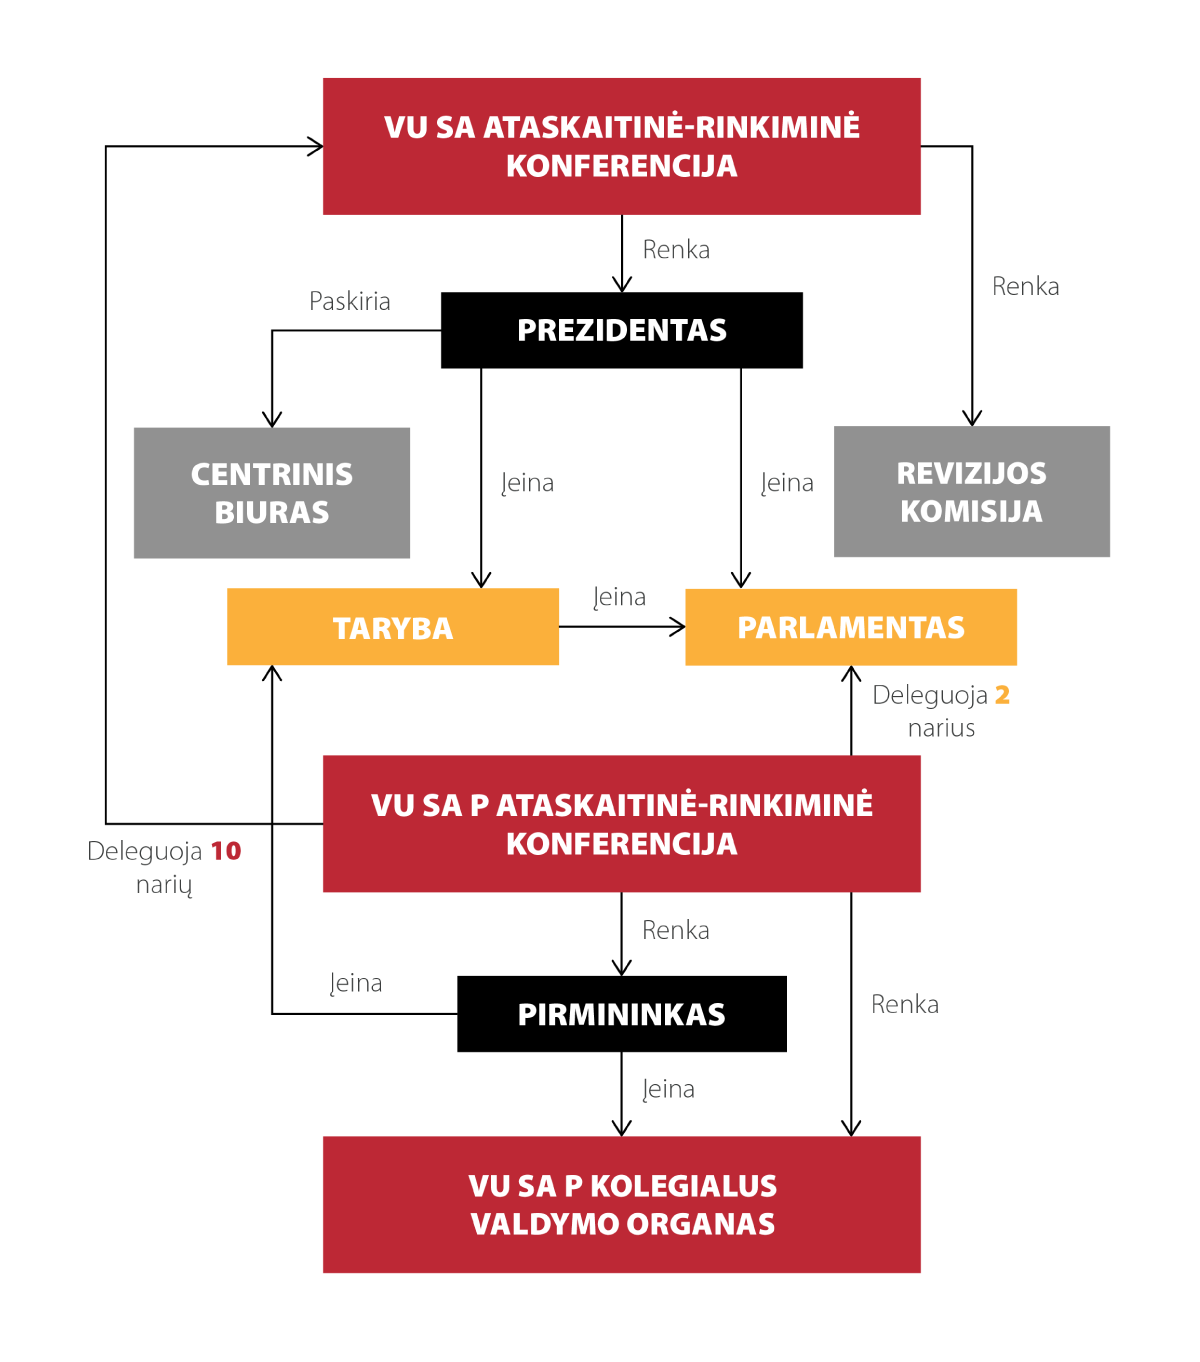 VU SA ATASKAITINĖ-RINKIMINĖ
KONFERENCIJA
Renka
Renka
Paskiria
PREZIDENTAS
CENTRINIS
BIURAS
Įeina
Įeina
REVIZIJOS
KOMISIJA
TARYBA
Įeina
PARLAMENTAS
Deleguoja 2
narius
VU SA P ATASKAITINĖ-RINKIMINĖ
KONFERENCIJA
Deleguoja 10
narių
Renka
Įeina
PIRMININKAS
Renka
Įeina
VU SA P KOLEGIALUS
VALDYMO ORGANAS